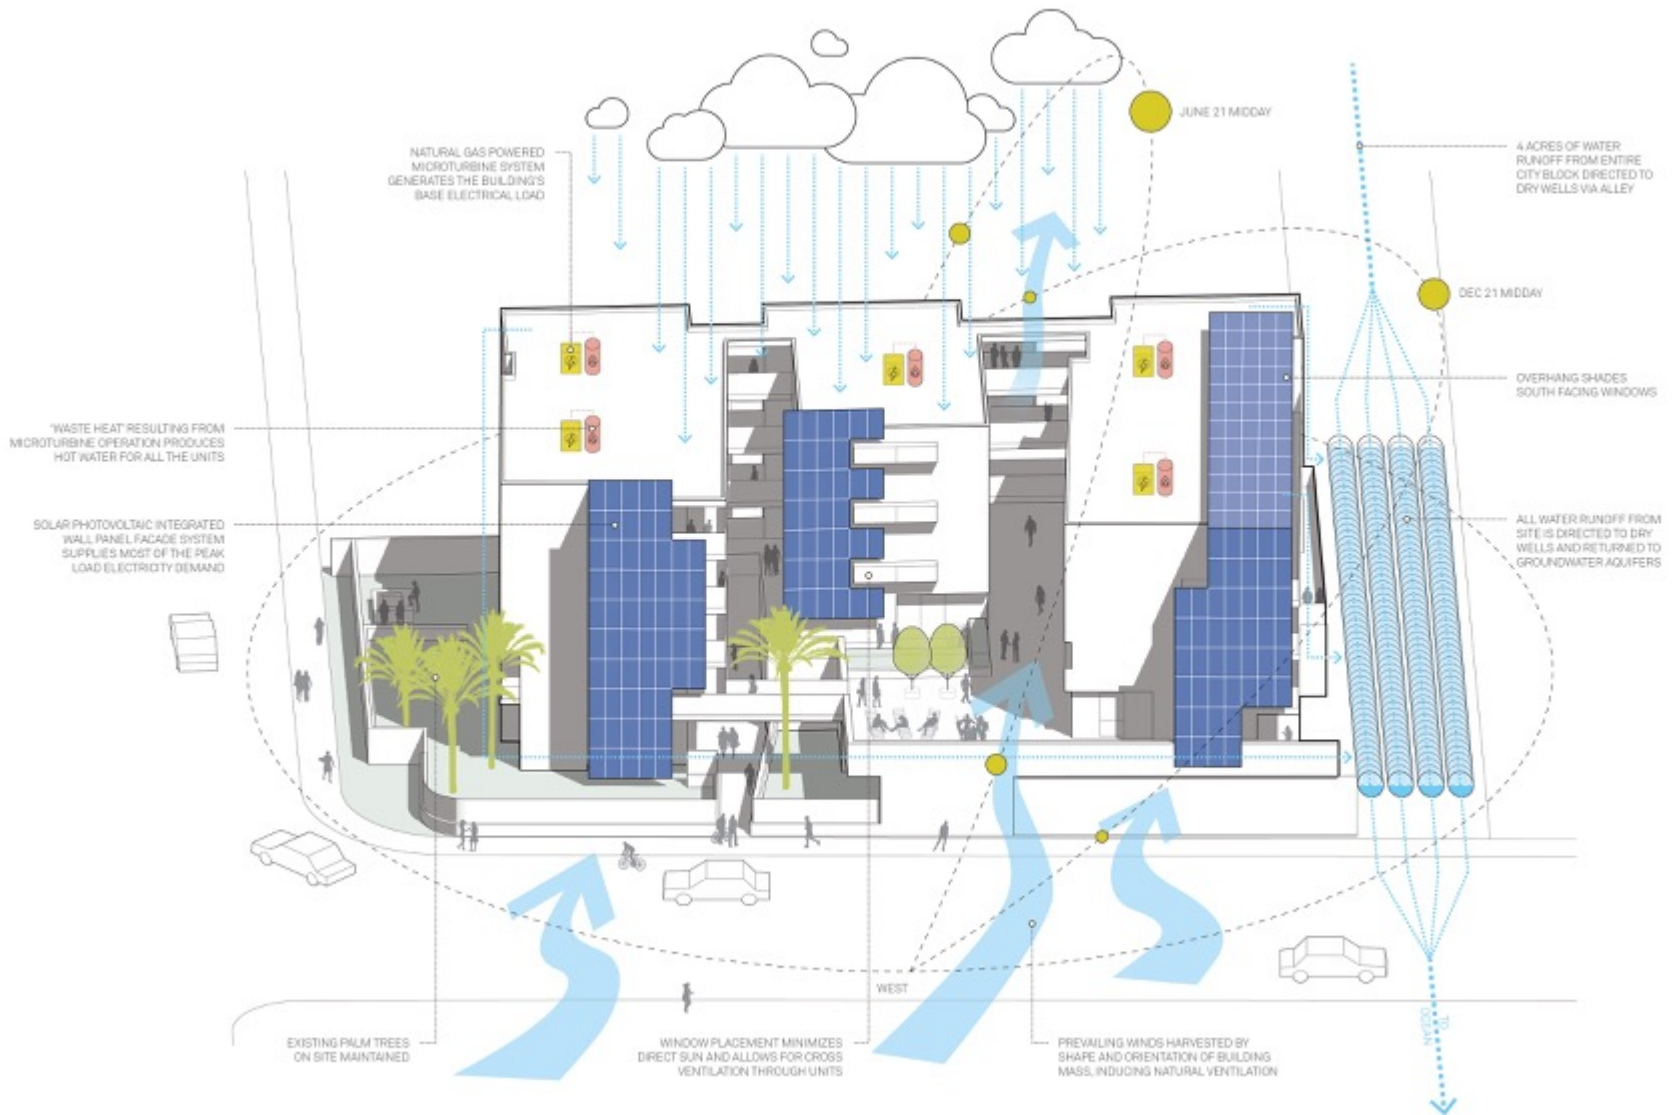 JUNE 21 MIDDAY
NATURAL GAS POWERED
MICROTURBINE SYSTEM
GENERATES THE BUILDING'S
BASE ELECTRICAL LOAD
4 ACRES OF WATER
RUNOFF FROM ENTIRE
CITY BLOCK DIRECTED TO
DRY WELLS VIA ALLEY
DEC 21 MIDDAY
OVERHANG SHADES
SOUTH FACING WINDOWS
'WASTE HEAT' RESULTING FROM
MICROTURBINE OPERATION PRODUCES
HOT WATER FOR ALL THE UNITS
SOLAR PHOTOVOLTAIC INTEGRATED
WALL PANEL FACADE SYSTEM
SUPPLIES MOST OF THE PEAK
LOAD ELECTRICITY DEMAND
ALL WATER RUNOFF FROM
SITE IS DIRECTED TO DRY
WELLS AND RETURNED TO
GROUNDWATER AQUIFERS
WEST
TO
OCEAN
EXISTING PALM TREES
ON SITE MAINTAINED
WINDOW PLACEMENT MINIMIZES
DIRECT SUN AND ALLOWS FOR CROSS
VENTILATION THROUGH UNITS
PREVAILING WINDS HARVESTED BY
SHAPE AND ORIENTATION OF BUILDING
MASS, INDUCING NATURAL VENTILATION